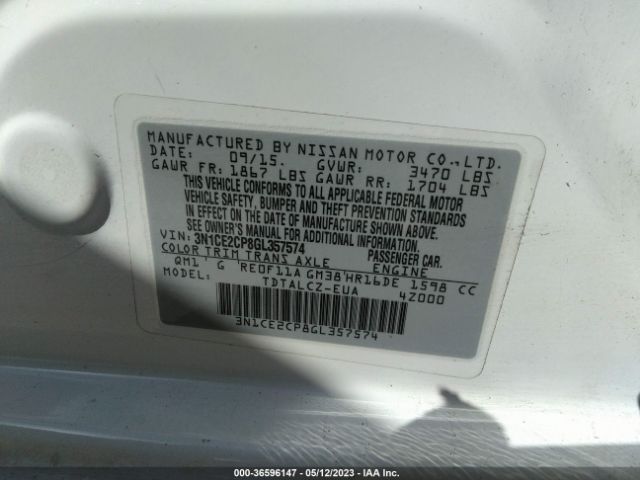 MANUFACTURED BY NISSAN MOTOR CO.,LTD.
DATE: 09/15. GVWR: 3470 LBS
GAWR FR: 1867 LBS GAWR RR: 1704 LBS
THIS VEHICLE CONFORMS TO ALL APPLICABLE FEDERAL MOTOR
VEHICLE SAFETY, BUMPER AND THEFT PREVENTION STANDARDS
IN EFFECT ON THE DATE OF MANUFACTURE SHOWN ABOVE.
SEE OWNER'S MANUAL FOR ADDITIONAL INFORMATION.
VIN: 3N1CE2CP8GL357574 PASSENGER CAR.
COLOR TRIM TRANS AXLE ENGINE
QM1 G RE0F11A GM38 HR16DE 1598 CC
MODEL: TDTALCZ-EUA 4Z000
3N1CE2CP8GL357574
000-36596147 - 05/12/2023 - IAA Inc.